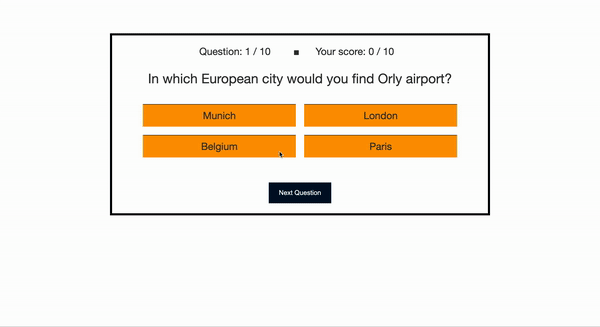 Question: 1 / 10 ■ Your score: 0 / 10
In which European city would you find Orly airport?
Munich London
Belgium Paris
Next Question